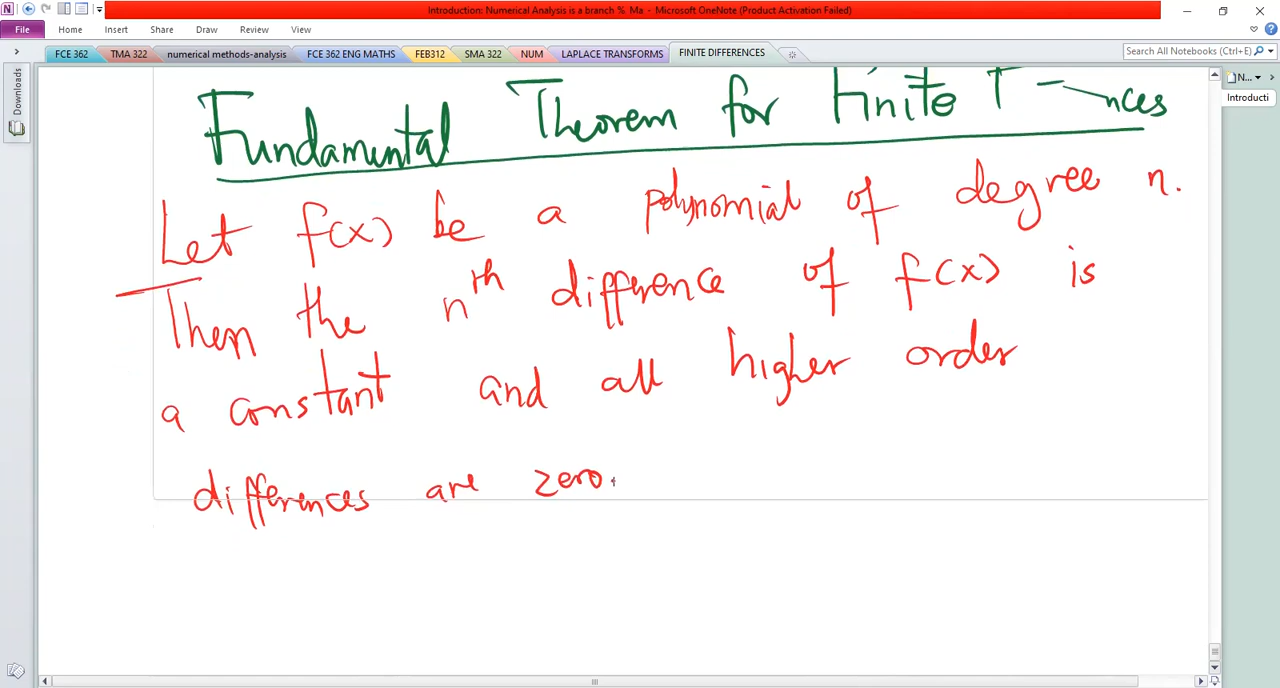 Introduction: Numerical Analysis is a branch %. Ma - Microsoft OneNote (Product Activation Failed)
File Home Insert Share Draw Review View
FCE 362 TMA 322 numerical methods-analysis FCE 362 ENG MATHS FEB312 SMA 322 NUM LAPLACE TRANSFORMS FINITE DIFFERENCES Search All Notebooks (Ctrl+E)
N...
Introducti
Downloads
Fundamental Theorem for Finite
Let f(x) be a polynomial of degree n.
Then the nth difference of f(x) is
a constant and all higher order
differences are zero.